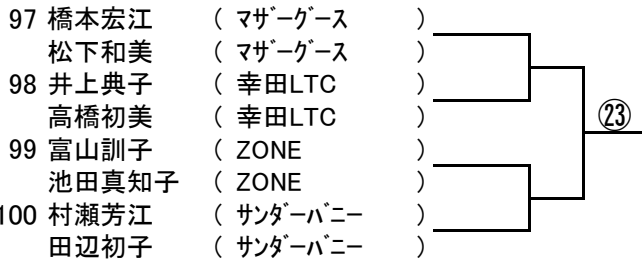 97 橋本宏江 ( ﾏｻﾞｰｸﾞｰｽ )
松下和美 ( ﾏｻﾞｰｸﾞｰｽ )
98 井上典子 ( 幸田LTC )
高橋初美 ( 幸田LTC )
㉓
99 富山訓子 ( ZONE )
池田真知子 ( ZONE )
100 村瀬芳江 ( ｻﾝﾀﾞｰﾊﾞﾆｰ )
田辺初子 ( ｻﾝﾀﾞｰﾊﾞﾆｰ )